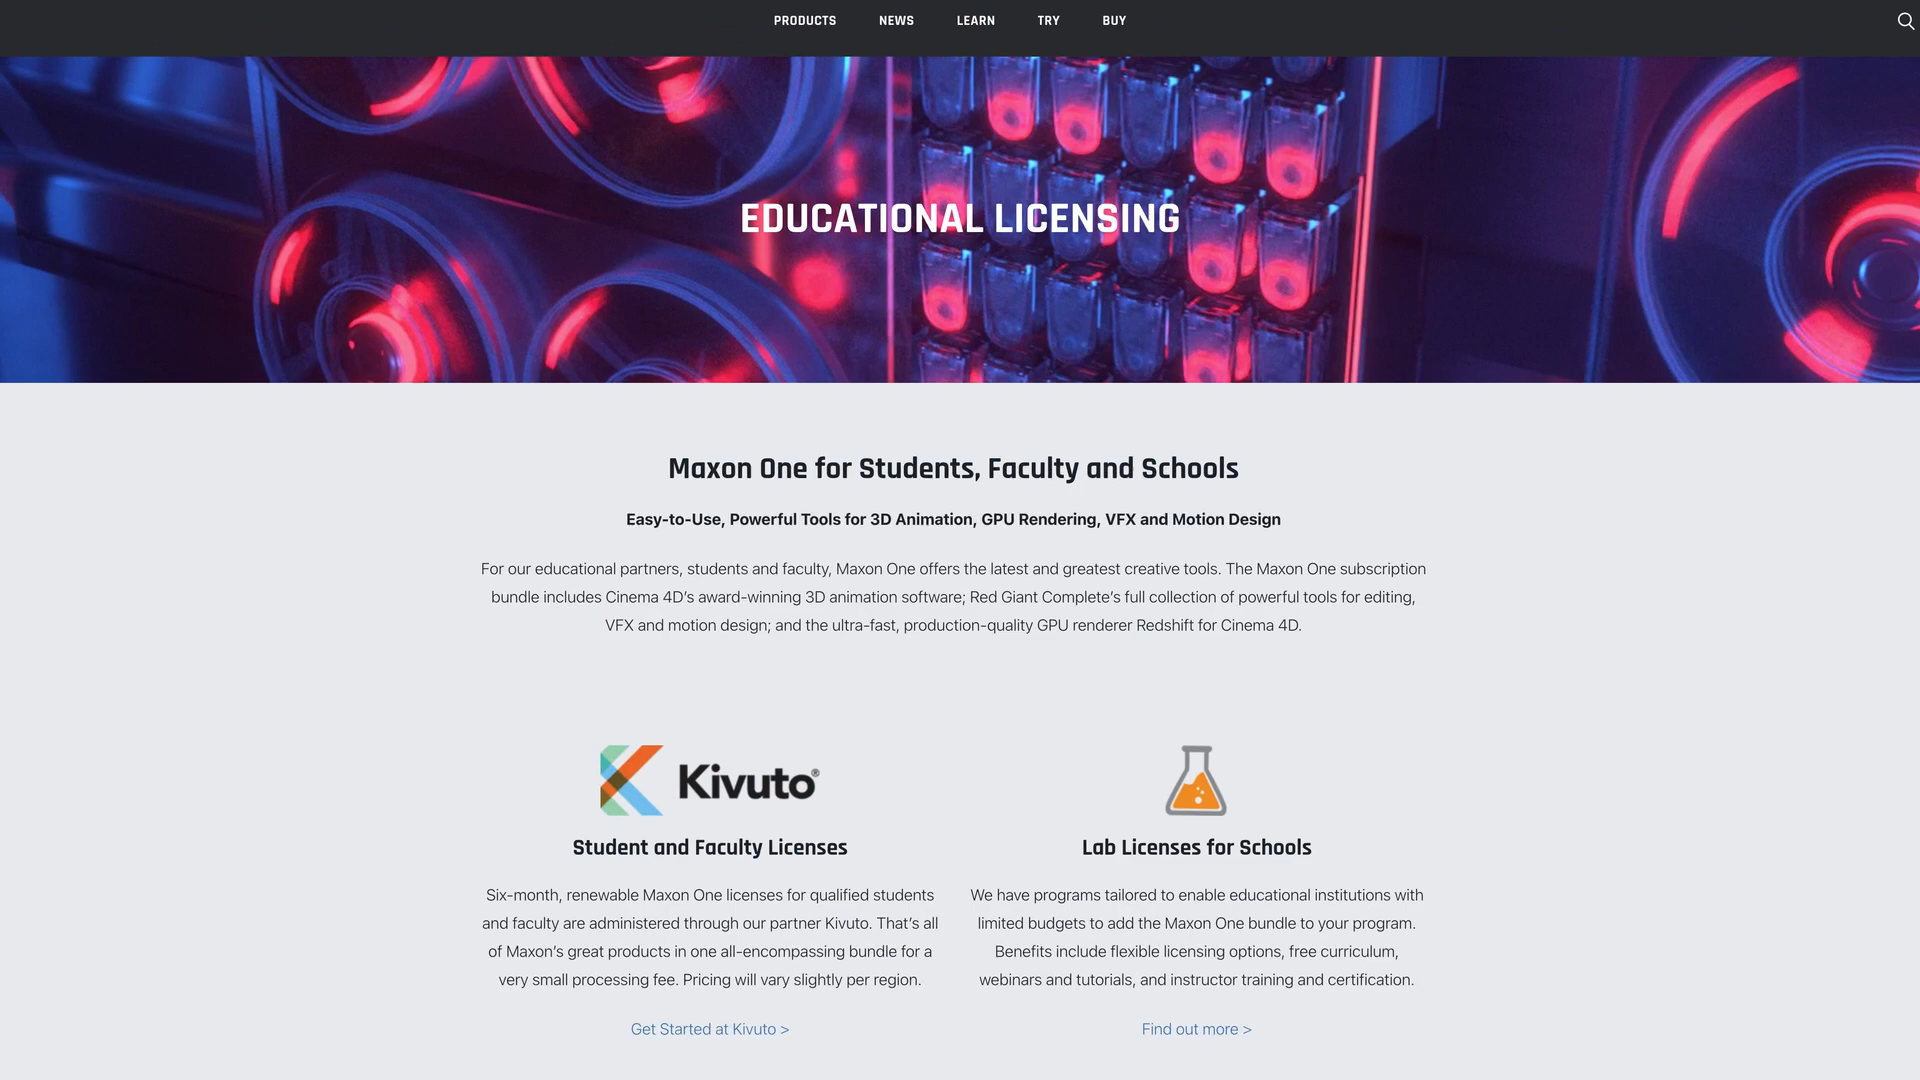 PRODUCTS NEWS LEARN TRY BUY
EDUCATIONAL LICENSING
Maxon One for Students, Faculty and Schools
Easy-to-Use, Powerful Tools for 3D Animation, GPU Rendering, VFX and Motion Design
For our educational partners, students and faculty, Maxon One offers the latest and greatest creative tools. The Maxon One subscription
bundle includes Cinema 4D’s award-winning 3D animation software; Red Giant Complete’s full collection of powerful tools for editing,
VFX and motion design; and the ultra-fast, production-quality GPU renderer Redshift for Cinema 4D.
Kivuto®
Student and Faculty Licenses
Six-month, renewable Maxon One licenses for qualified students
and faculty are administered through our partner Kivuto. That’s all
of Maxon’s great products in one all-encompassing bundle for a
very small processing fee. Pricing will vary slightly per region.
Get Started at Kivuto >
Lab Licenses for Schools
We have programs tailored to enable educational institutions with
limited budgets to add the Maxon One bundle to your program.
Benefits include flexible licensing options, free curriculum,
webinars and tutorials, and instructor training and certification.
Find out more >